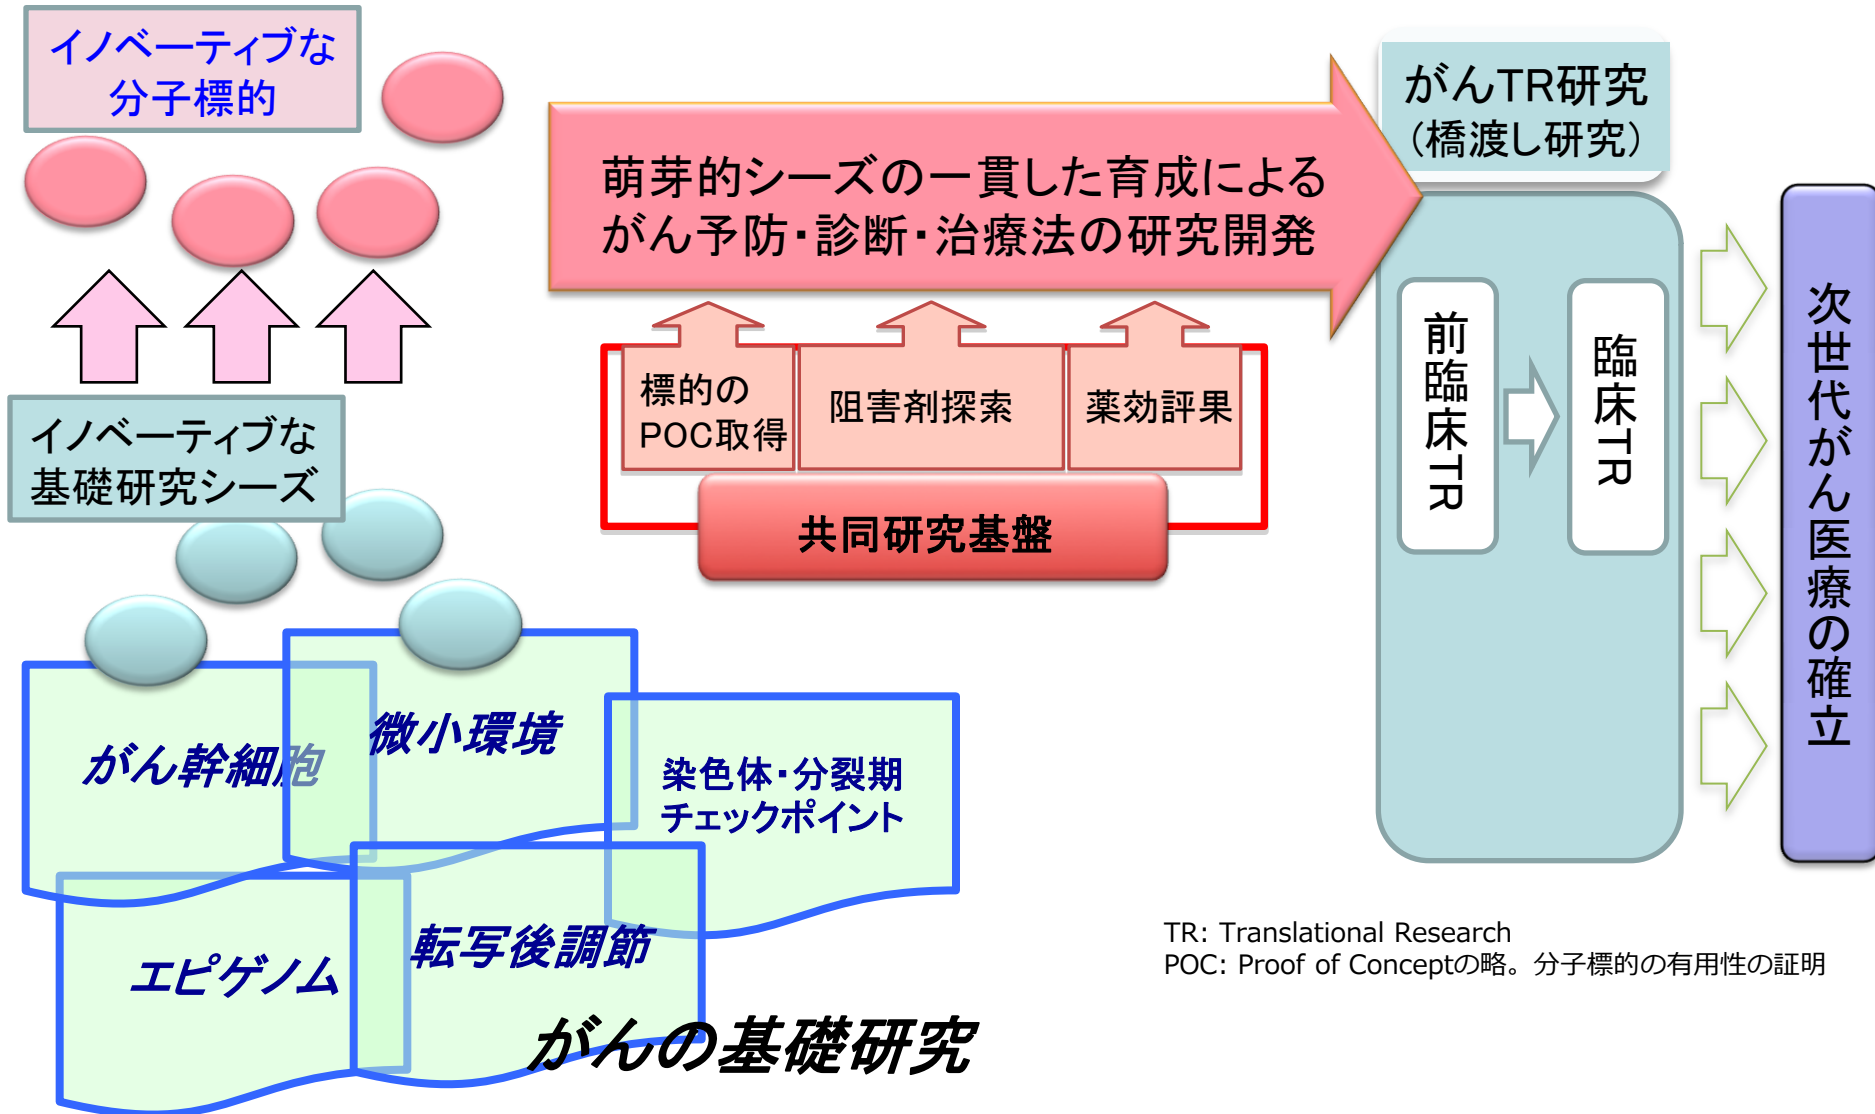 イノベーティブな
分子標的
イノベーティブな
基礎研究シーズ
がん幹細胞
微小環境
染色体・分裂期
チェックポイント
エピゲノム
転写後調節
がんの基礎研究
萌芽的シーズの一貫した育成による
がん予防・診断・治療法の研究開発
標的の
POC取得
阻害剤探索
薬効評果
共同研究基盤
がんTR研究
（橋渡し研究）
前臨床TR
臨床TR
次世代がん医療の確立
TR: Translational Research
POC: Proof of Conceptの略。分子標的の有用性の証明